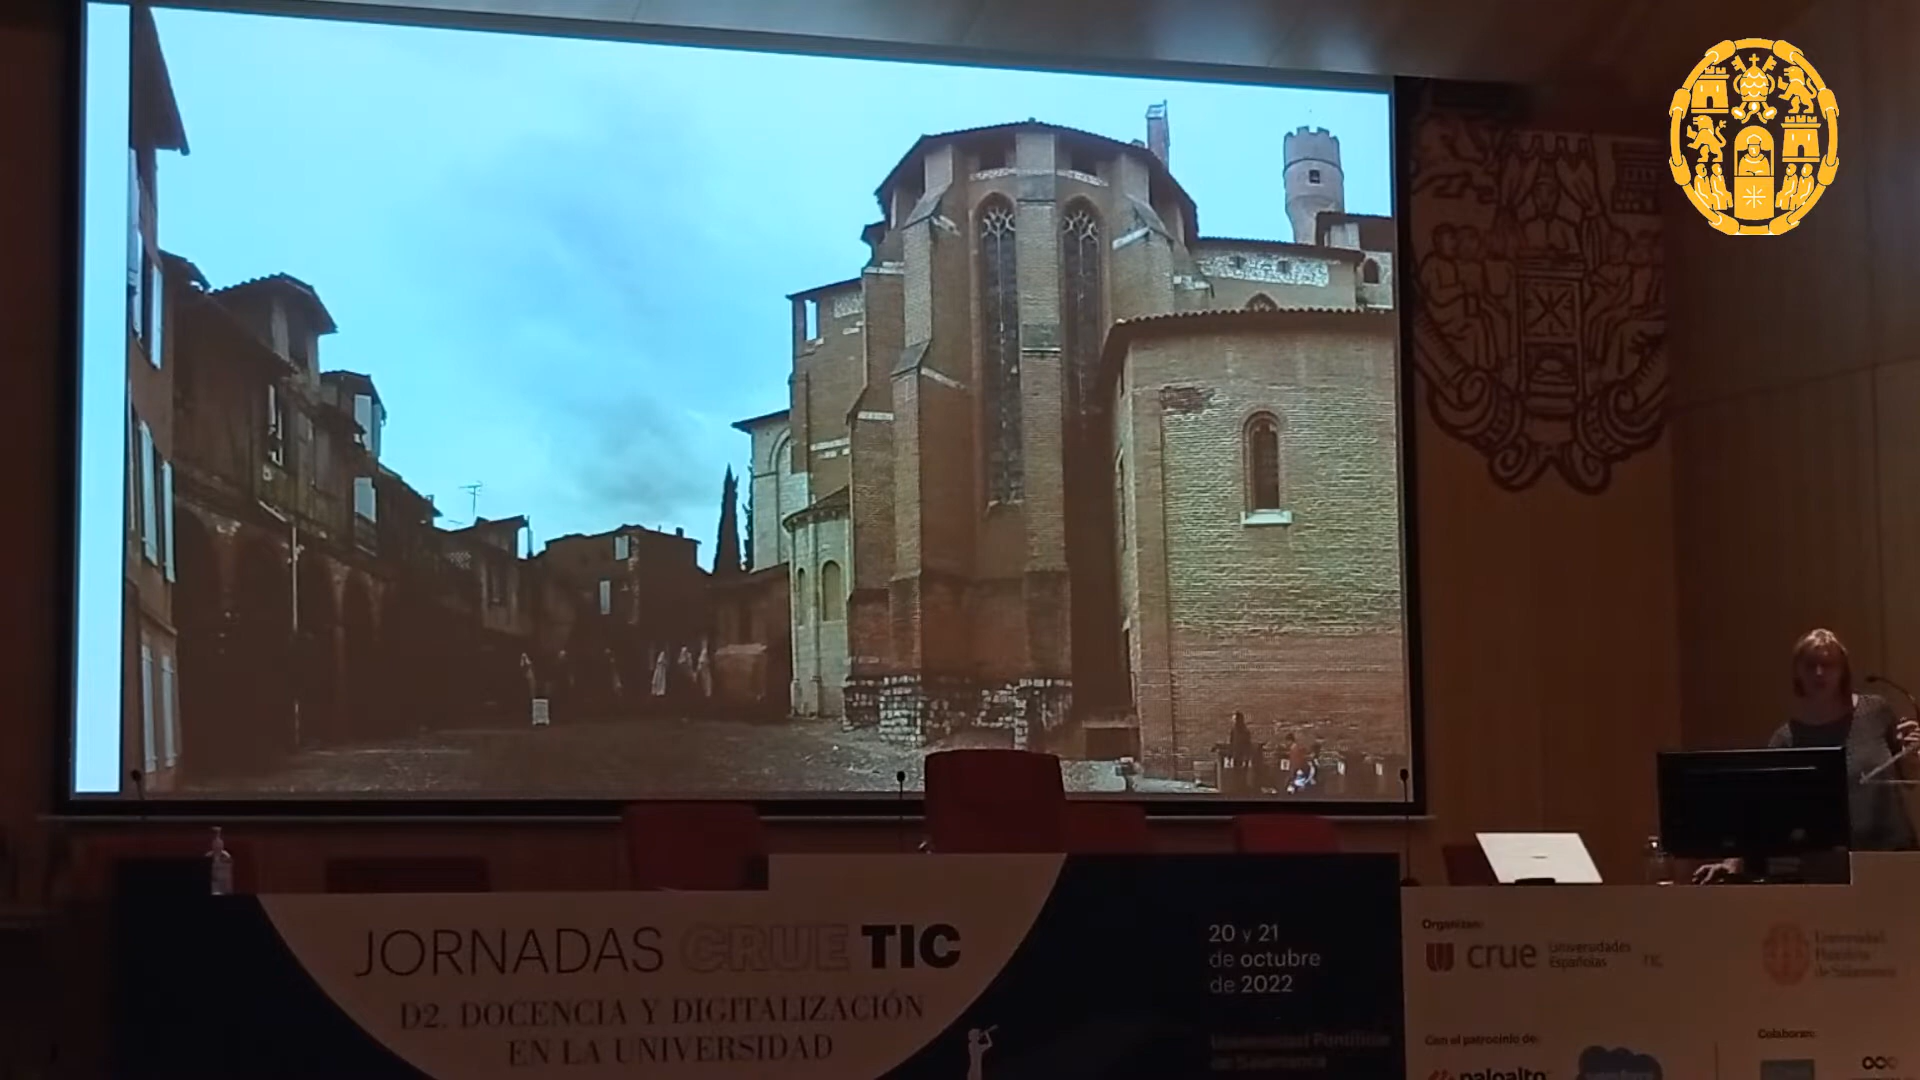 JORNADAS CRUE TIC
D2. DOCENCIA Y DIGITALIZACIÓN
EN LA UNIVERSIDAD
20 y 21
de octubre
de 2022
Universidad Pontificia
de Salamanca
Organizan:
crue
Universidades
Españolas
TIC
Universidad
Pontificia
de Salamanca
Con el patrocinio de:
paloalto
Colaboran: